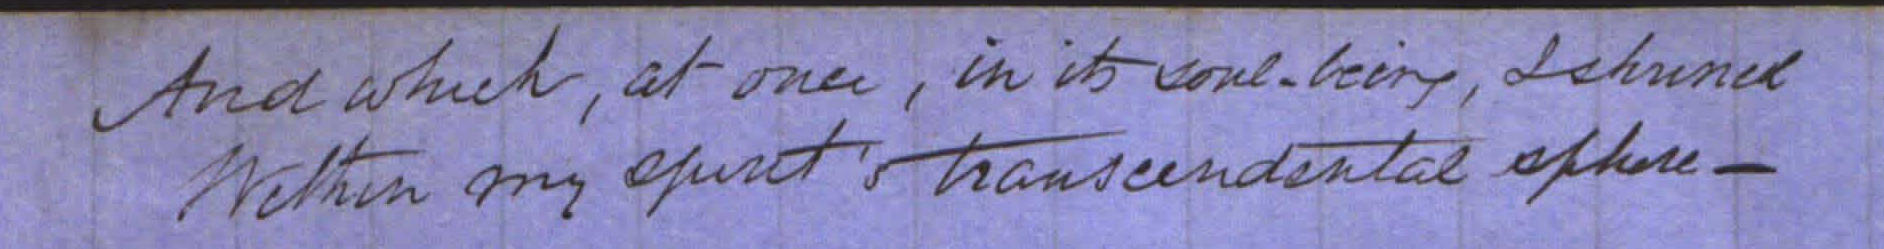 And which, at once, in its soul-being, I shrined
Within my spirit's transcendental sphere —